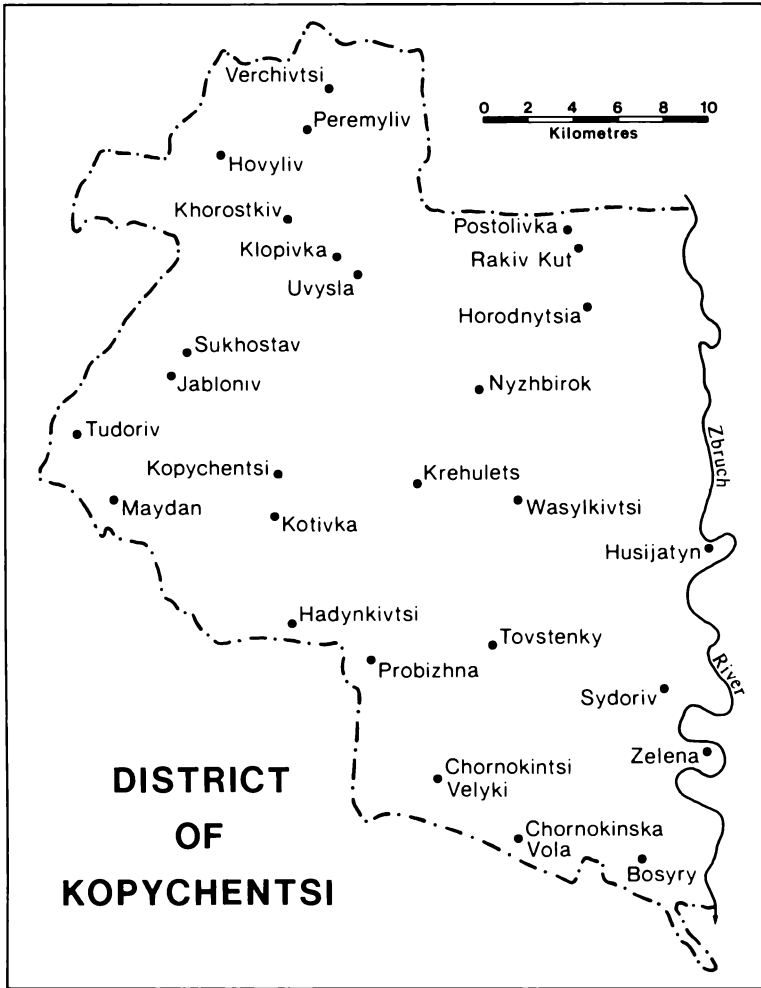 Verchivtsi
0 2 4 6 8 10
Kilometres
Peremyliv
Hovyliv
Khorostkiv
Postolivka
Klopivka
Rakiv Kut
Uvysla
Horodnytsia
Sukhostav
Jabloniv
Nyzhbirok
Tudoriv
Zbruch
Kopychentsi
Krehulets
Maydan
Wasylkivtsi
Kotivka
Husijatyn
Hadynkivtsi
Tovstenky
Probizhna
River
Sydoriv
Zelena
Chornokintsi
Velyki
DISTRICT
OF
KOPYCHENTSI
Chornokinska
Vola
Bosyry